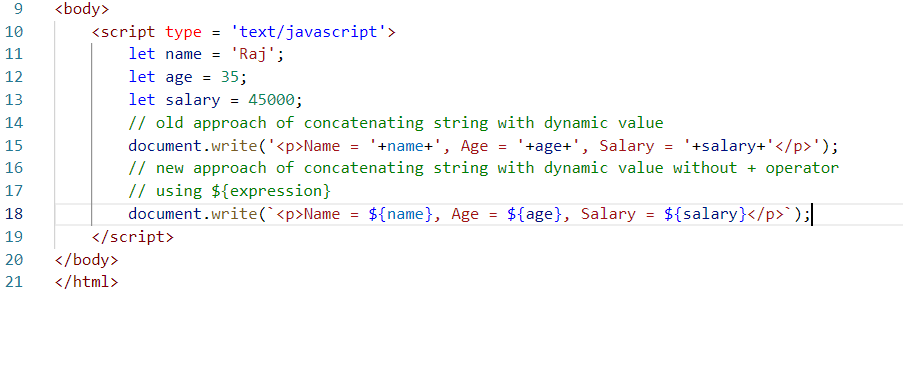 9 <body>
10 <script type = 'text/javascript'>
11 let name = 'Raj';
12 let age = 35;
13 let salary = 45000;
14 // old approach of concatenating string with dynamic value
15 document.write('<p>Name = '+name+', Age = '+age+', Salary = '+salary+'</p>');
16 // new approach of concatenating string with dynamic value without + operator
17 // using ${expression}
18 document.write(`<p>Name = ${name}, Age = ${age}, Salary = ${salary}</p>`);
19 </script>
20 </body>
21 </html>